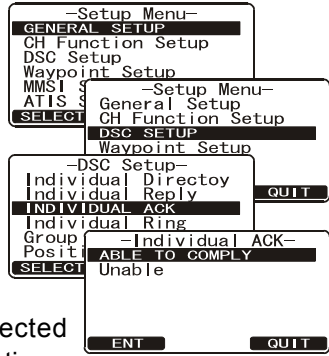 –Setup Menu–
GENERAL SETUP
CH Function Setup
DSC Setup
Waypoint Setup
MMSI S
ATIS S
SELECT
–Setup Menu–
General Setup
CH Function Setup
DSC SETUP
Waypoint Setup
QUIT
–DSC Setup–
Individual Directoy
Individual Reply
INDIVIDUAL ACK
Individual Ring
Group
Positi
SELECT
–Individual ACK–
ABLE TO COMPLY
Unable
ENT QUIT
ected